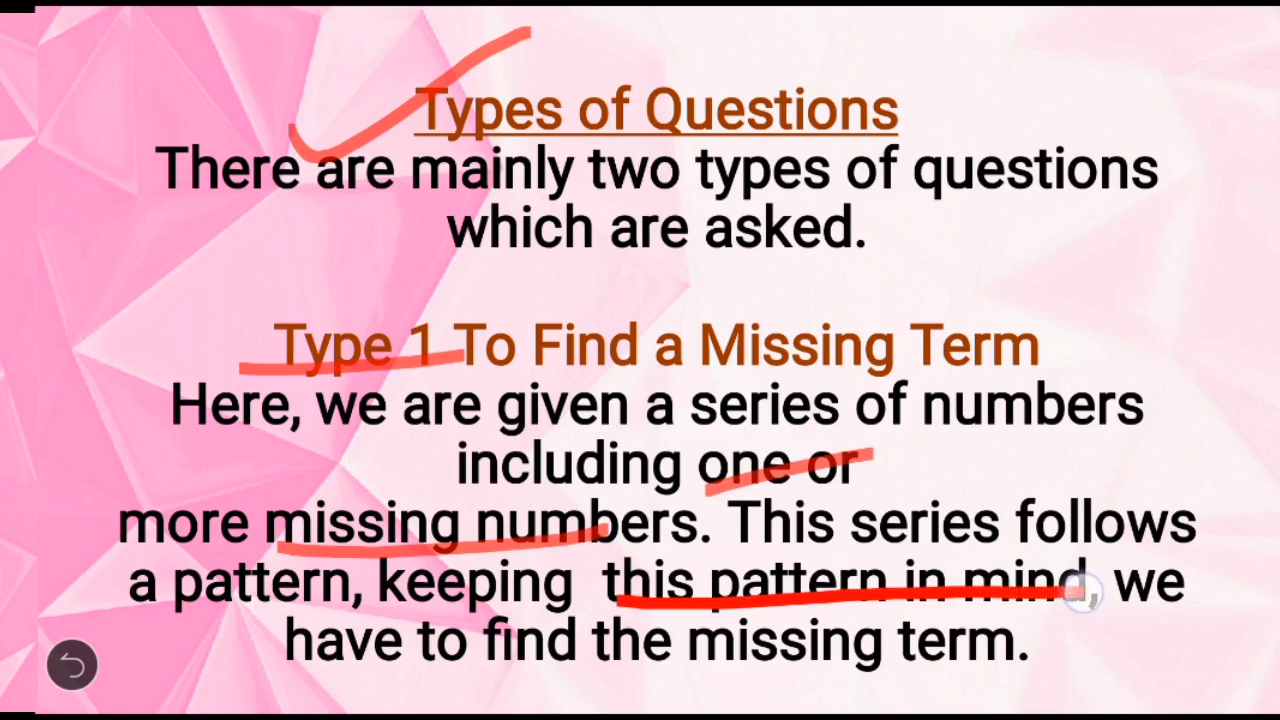 Types of Questions
There are mainly two types of questions
which are asked.
Type 1 To Find a Missing Term
Here, we are given a series of numbers
including one or
more missing numbers. This series follows
a pattern, keeping  this pattern in mind, we
have to find the missing term.